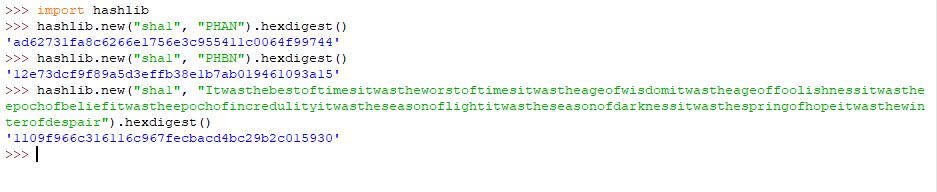 >>> import hashlib
>>> hashlib.new("sha1", "PHAN").hexdigest()
'ad62731fa8c6266e1756e3c955411c0064f99744'
>>> hashlib.new("sha1", "PHBN").hexdigest()
'12e73dcf9f89a5d3effb38e1b7ab019461093a15'
>>> hashlib.new("sha1", "Itwasthebestoftimesitwastheworstoftimesitwastheageofwisdomitwastheageoffoolishnessitwasthe
epochofbeliefitwastheepochofincredulityitwastheseasonoflightitwastheseasonofdarknessitwasthespringofhopeitwasthewin
terofdespair").hexdigest()
'1109f966c316116c967fecbacd4bc29b2c015930'
>>>